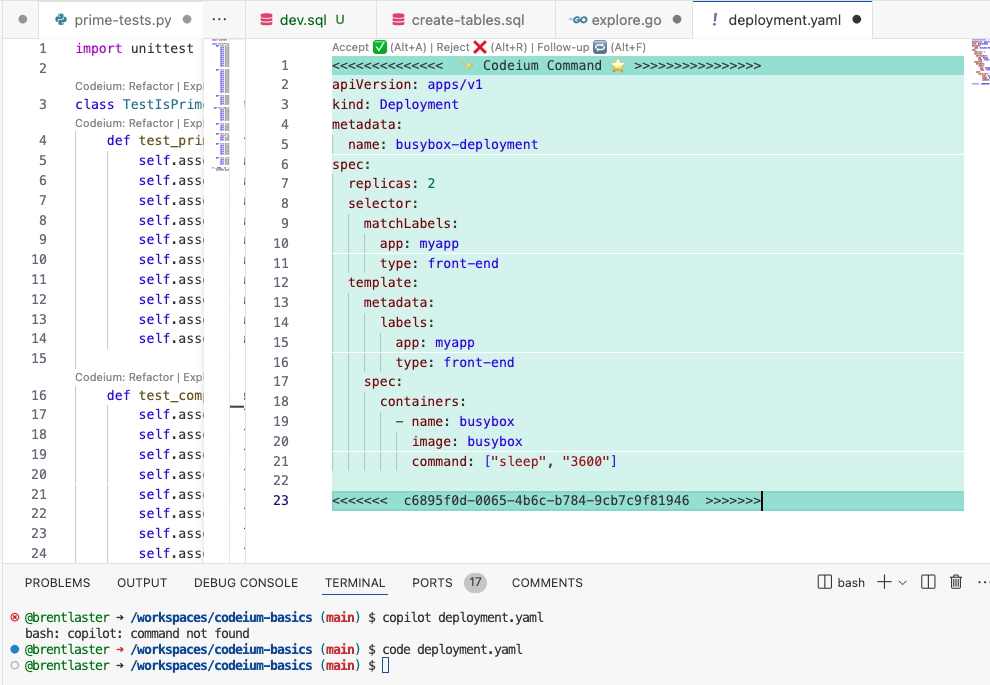 prime-tests.py ● ···
dev.sql U
create-tables.sql
explore.go ●
! deployment.yaml ●
1 import unittest
2
Codeium: Refactor | Expl
3 class TestIsPrim
Codeium: Refactor | Expl
4 def test_pri
5 self.ass
6 self.ass
7 self.ass
8 self.ass
9 self.ass
10 self.ass
11 self.ass
12 self.ass
13 self.ass
14 self.ass
15
Codeium: Refactor | Expl
16 def test_com
17 self.ass
18 self.ass
19 self.ass
20 self.ass
21 self.ass
22 self.ass
23 self.ass
24 self.ass
Accept ✅ (Alt+A) | Reject ❌ (Alt+R) | Follow-up 🔁 (Alt+F)
1 <<<<<<<<<<<<<< ✨ Codeium Command ⭐ >>>>>>>>>>>>>>>>
2 apiVersion: apps/v1
3 kind: Deployment
4 metadata:
5 name: busybox-deployment
6 spec:
7 replicas: 2
8 selector:
9 matchLabels:
10 app: myapp
11 type: front-end
12 template:
13 metadata:
14 labels:
15 app: myapp
16 type: front-end
17 spec:
18 containers:
19 - name: busybox
20 image: busybox
21 command: ["sleep", "3600"]
22
23 <<<<<<< c6895f0d-0065-4b6c-b784-9cb7c9f81946 >>>>>>>
PROBLEMS OUTPUT DEBUG CONSOLE TERMINAL PORTS 17 COMMENTS
bash
@brentlaster → /workspaces/codeium-basics (main) $ copilot deployment.yaml
bash: copilot: command not found
@brentlaster → /workspaces/codeium-basics (main) $ code deployment.yaml
@brentlaster → /workspaces/codeium-basics (main) $